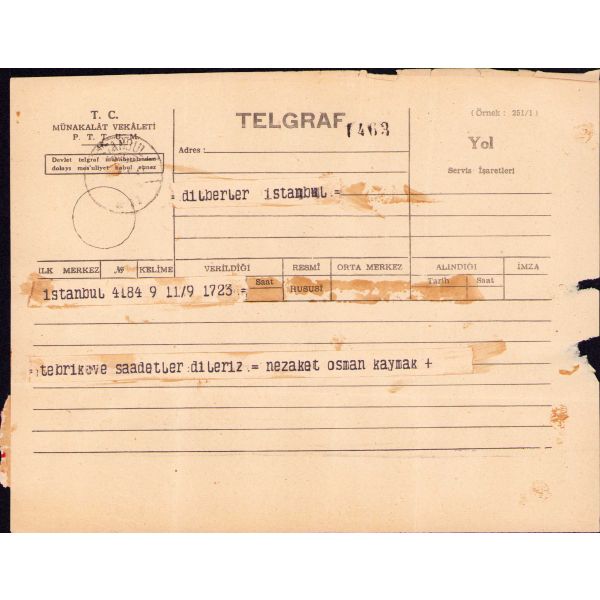 T. C.
MÜNAKALÂT VEKÂLETİ
P. T. T. U. M.
Devlet telgraf muhaberatından
dolayı mes'uliyet kabul etmez
TELGRAF
1463
Adres :
(Örnek : 251/1)
Yol
Servis İşaretleri
= dilberler istanbul =
İLK MERKEZ
№
KELİME
VERİLDİĞİ
Saat
RESMÎ
HUSUSİ
ORTA MERKEZ
ALINDIĞI
Tarih
Saat
İMZA
istanbul 4184 9 11/9 1723 =
= tebrikeve saadetler dileriz = nezaket osman kaymak +